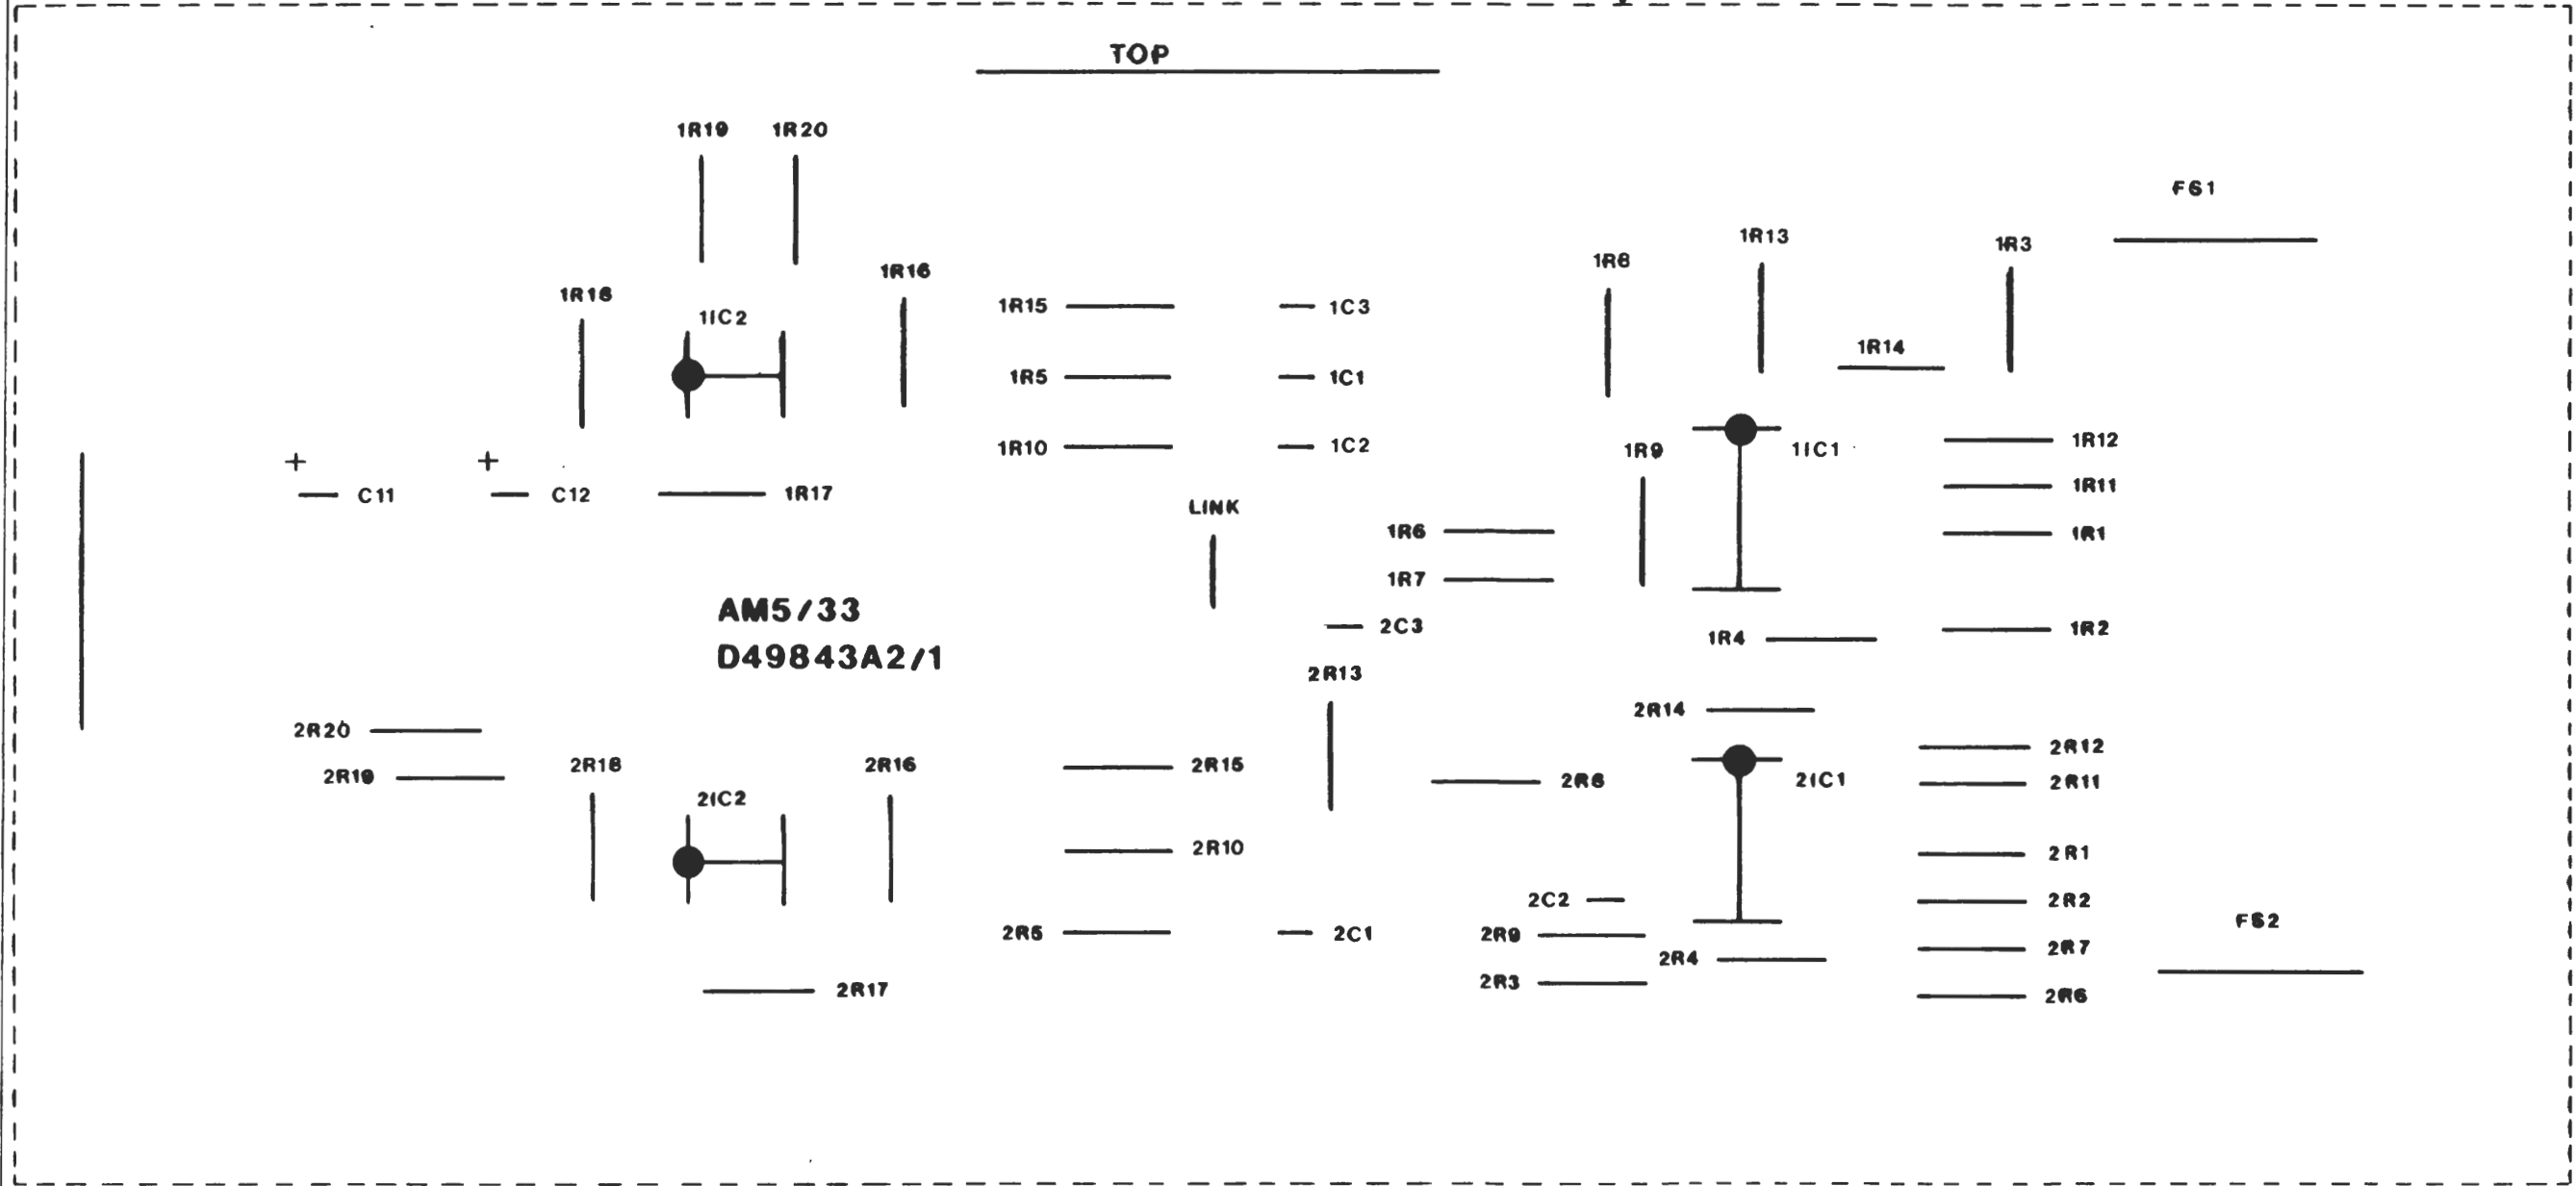 TOP
1R19 1R20
FS1
1R13
1R3
1R8
1R16
1R18
1R15 1C3
1IC2
1R14
1R5 1C1
1R12
1R10 1C2
1R9 1IC1
+ +
1R11
C11 C12 1R17
LINK
1R6 1R1
1R7
AM5/33
2C3 1R2
1R4
D49843A2/1
2R13
2R14
2R20
2R12
2R18 2R16 2R15
2R19 2R8 2IC1 2R11
2IC2
2R10 2R1
2C2 2R2
FS2
2R5 2C1 2R9
2R7
2R4
2R3
2R17 2R6